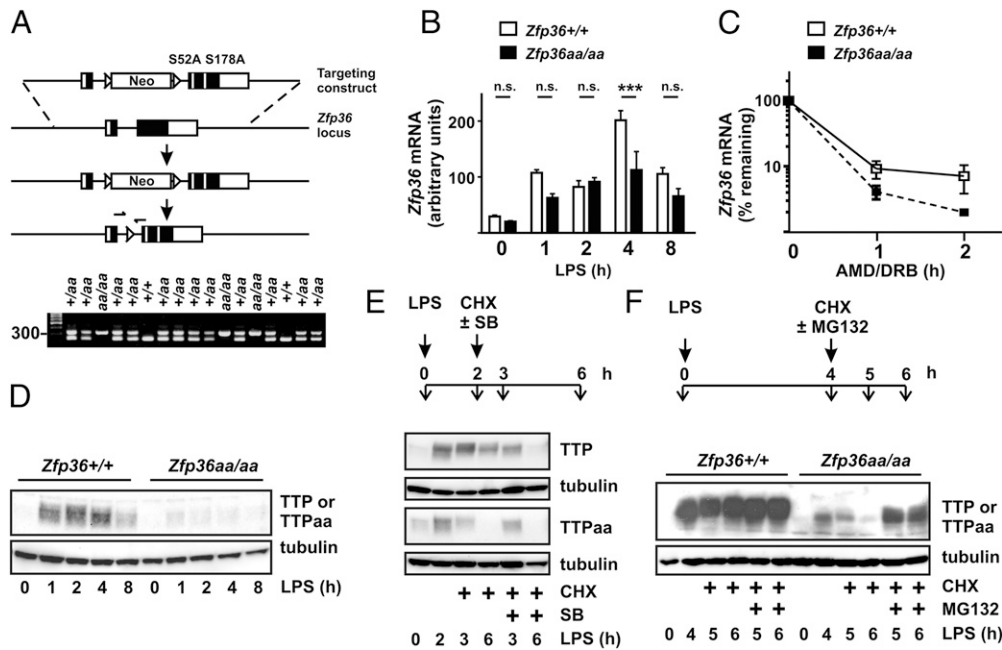 A
S52A S178A
Neo
Targeting
construct
Zfp36
locus
Neo
+/aa
+/aa
aa/aa
+/aa
+/aa
+/+
+/aa
+/aa
+/aa
+/aa
aa/aa
+/aa
aa/aa
+/aa
+/+
+/aa
+/aa
300
B
Zfp36+/+
Zfp36aa/aa
n.s. n.s. n.s. *** n.s.
Zfp36 mRNA
(arbitrary units)
200
100
0 1 2 4 8
LPS (h)
C
Zfp36+/+
Zfp36aa/aa
Zfp36 mRNA
(% remaining)
100
10
0 1 2
AMD/DRB (h)
D
Zfp36+/+ Zfp36aa/aa
TTP or
TTPaa
tubulin
0 1 2 4 8 0 1 2 4 8 LPS (h)
E
LPS CHX
± SB
0 2 3 6 h
TTP
tubulin
TTPaa
tubulin
+ + + + CHX
+ + SB
0 2 3 6 3 6 LPS (h)
F
LPS CHX
± MG132
0 4 5 6 h
Zfp36+/+ Zfp36aa/aa
TTP or
TTPaa
tubulin
+ + + + + + + + CHX
+ + + + MG132
0 4 5 6 5 6 0 4 5 6 5 6 LPS (h)